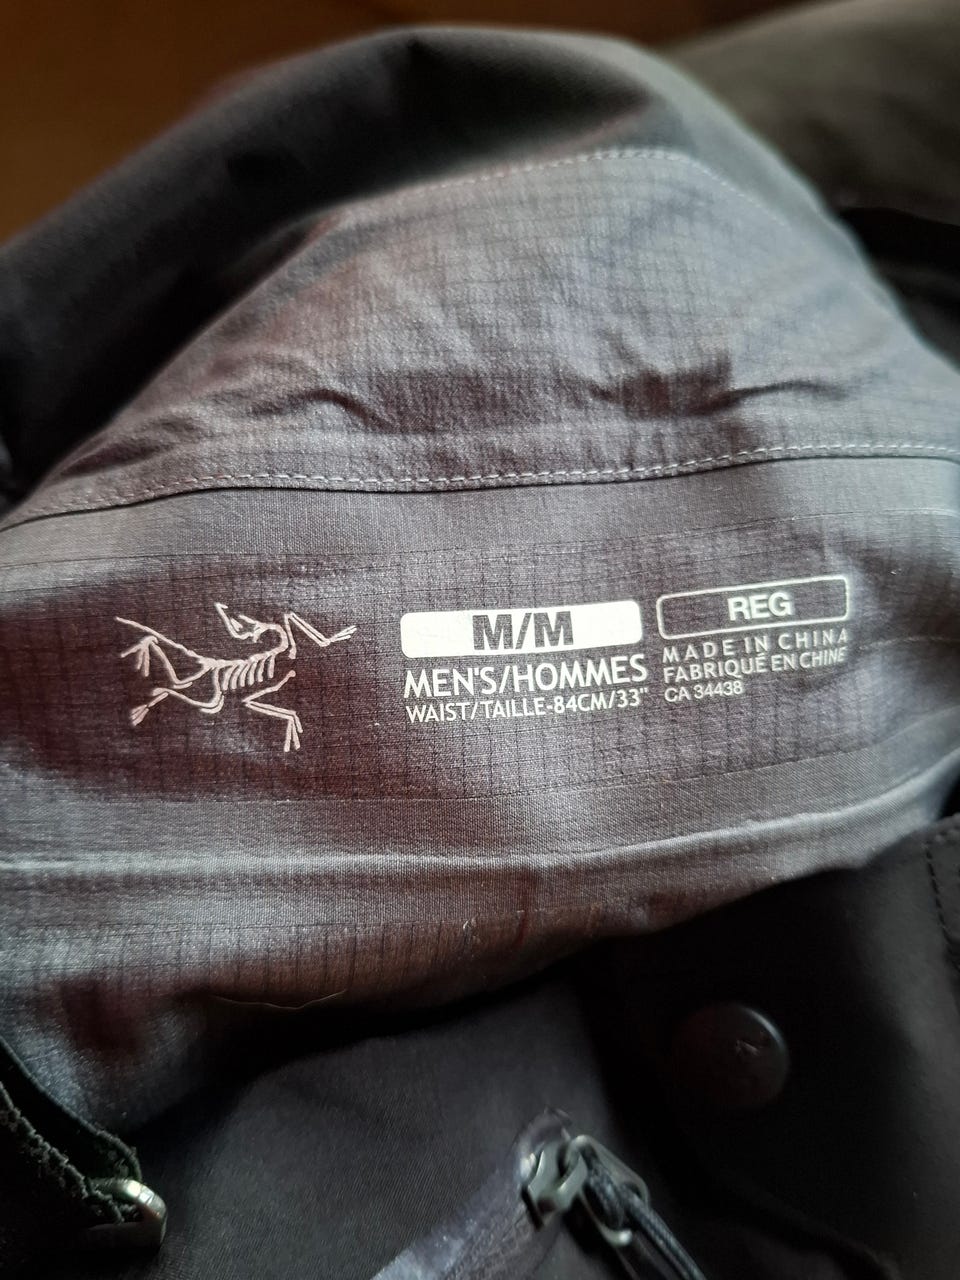 M/M
MEN'S/HOMMES
WAIST/TAILLE-84CM/33"
REG
MADE IN CHINA
FABRIQUÉ EN CHINE
CA 34438